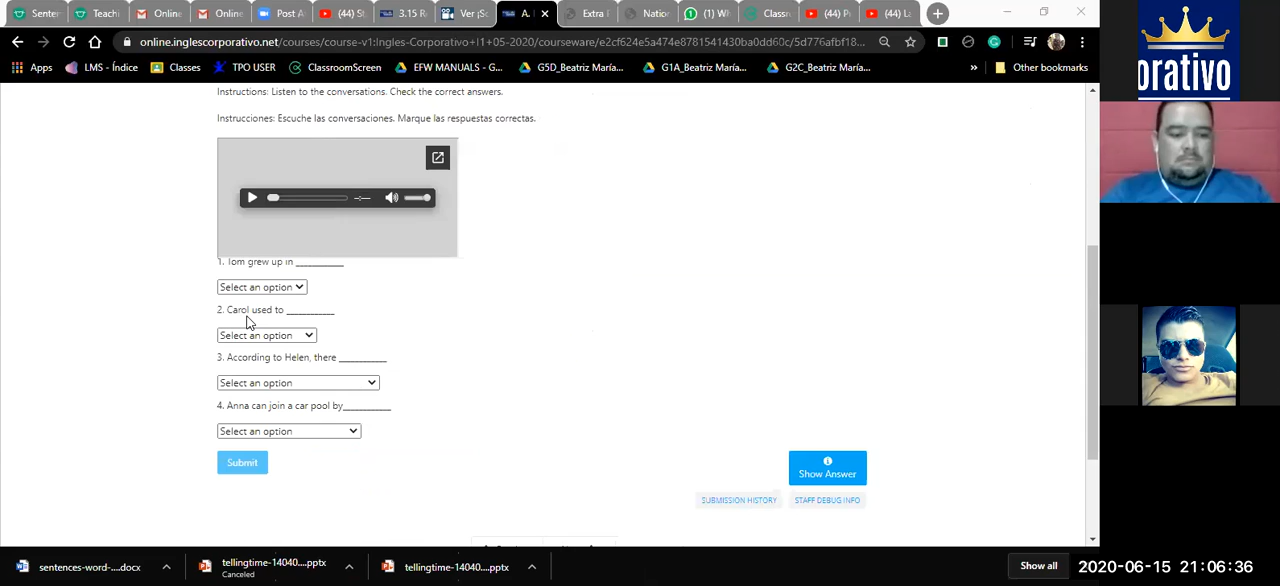 Senter
Teachi
Online
Online
Post A
(44) St
3.15 R
Ver ¡Sc
A.
Extra I
Nation
(1) W
Classr
(44) P
(44) La
online.inglescorporativo.net/courses/course-v1:Ingles-Corporativo+I1+05-2020/courseware/e2cf624e5a474e8781541430ba0dd60c/5d776afbf18...
Apps
LMS - Índice
Classes
TPO USER
ClassroomScreen
EFW MANUALS - G...
G5D_Beatriz María...
G1A_Beatriz María...
G2C_Beatriz María...
»
Other bookmarks
orativo
Instructions: Listen to the conversations. Check the correct answers.
Instrucciones: Escuche las conversaciones. Marque las respuestas correctas.
1. Tom grew up in __________
Select an option
2. Carol used to __________
Select an option
3. According to Helen, there __________
Select an option
4. Anna can join a car pool by__________
Select an option
Submit
Show Answer
SUBMISSION HISTORY
STAFF DEBUG INFO
sentences-word-....docx
tellingtime-14040....pptx
Canceled
tellingtime-14040....pptx
Show all
2020-06-15 21:06:36